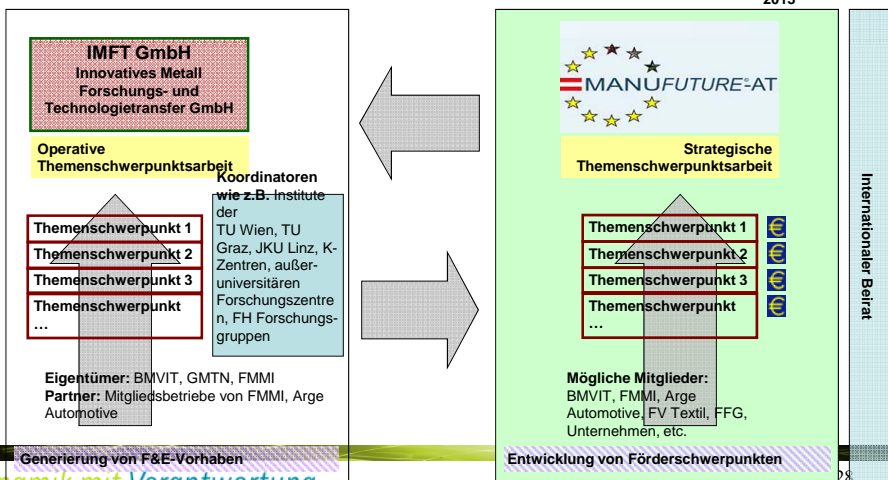 2013
IMFT GmbH
Innovatives Metall
Forschungs- und
Technologietransfer GmbH
Operative
Themenschwerpunktsarbeit
Koordinatoren
wie z.B. Institute
der
TU Wien, TU
Graz, JKU Linz, K-
Zentren, außer-
universitären
Forschungszentre
n, FH Forschungs-
gruppen
Themenschwerpunkt 1
Themenschwerpunkt 2
Themenschwerpunkt 3
Themenschwerpunkt
…
Eigentümer: BMVIT, GMTN, FMMI
Partner: Mitgliedsbetriebe von FMMI, Arge
Automotive
Generierung von F&E-Vorhaben
MANUFUTURE-AT
Strategische
Themenschwerpunktsarbeit
Themenschwerpunkt 1 €
Themenschwerpunkt 2 €
Themenschwerpunkt 3 €
Themenschwerpunkt €
…
Mögliche Mitglieder:
BMVIT, FMMI, Arge
Automotive, FV Textil, FFG,
Unternehmen, etc.
Entwicklung von Förderschwerpunkten
Internationaler Beirat
mit Verantwortung
28